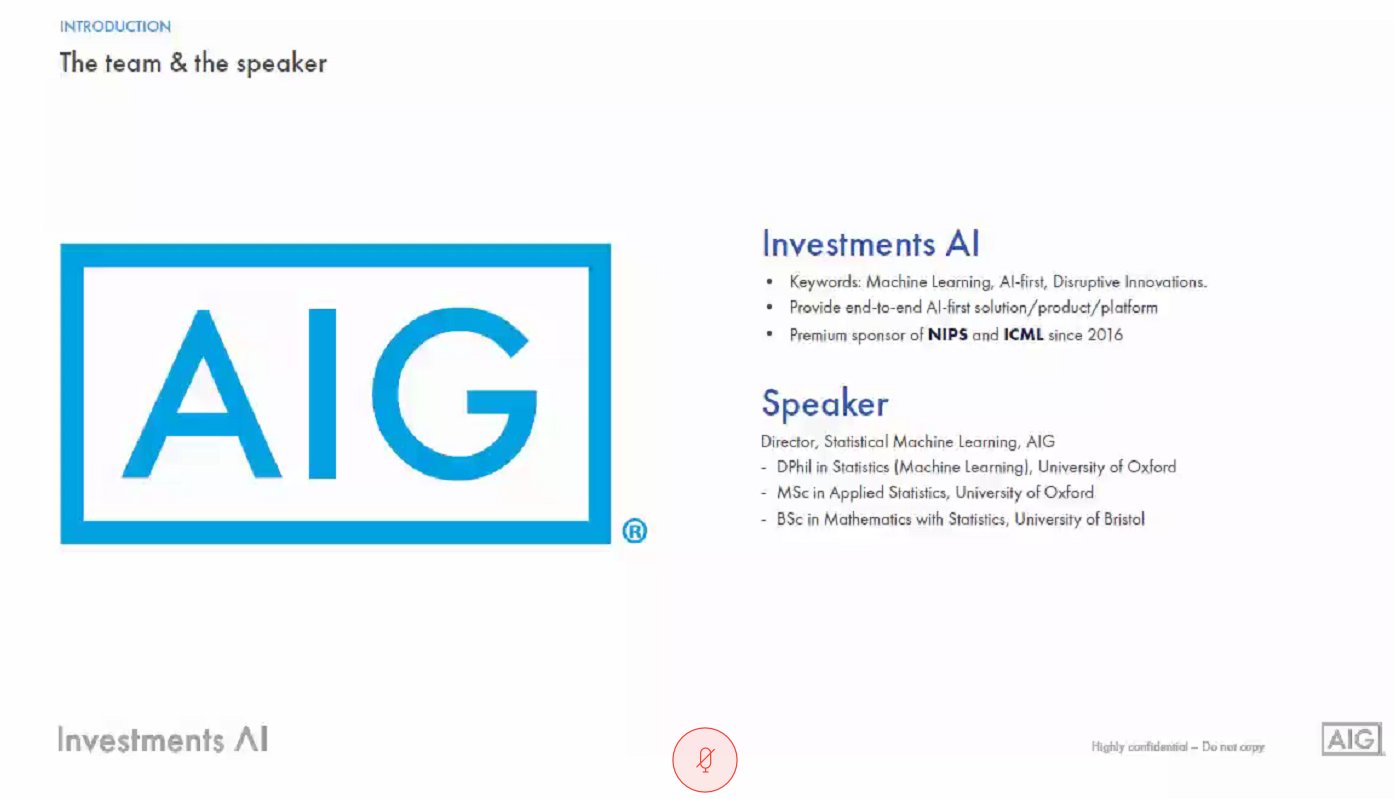 INTRODUCTION
The team & the speaker
AIG
®
Investments AI
• Keywords: Machine Learning, AI-first, Disruptive Innovations.
• Provide end-to-end AI-first solution/product/platform
• Premium sponsor of NIPS and ICML since 2016
Speaker
Director, Statistical Machine Learning, AIG
- DPhil in Statistics (Machine Learning), University of Oxford
- MSc in Applied Statistics, University of Oxford
- BSc in Mathematics with Statistics, University of Bristol
Investments AI
Highly confidential – Do not copy
AIG